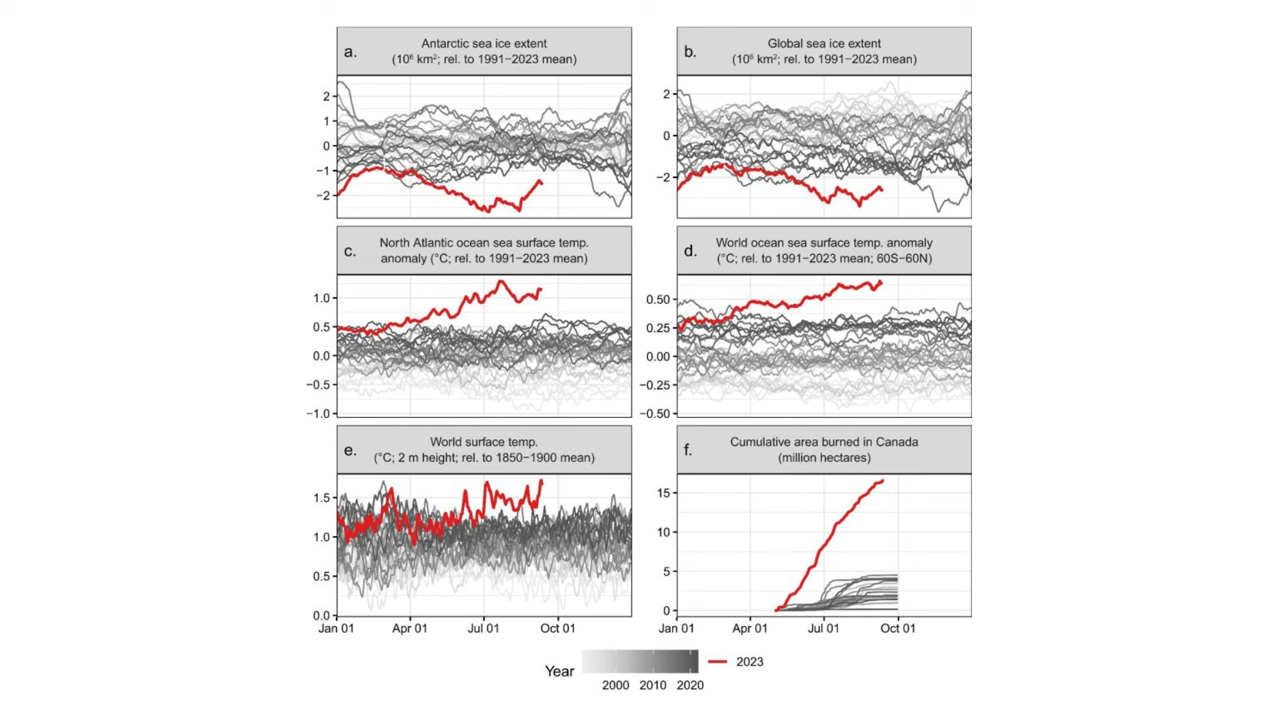 a.
Antarctic sea ice extent
(10⁶ km²; rel. to 1991−2023 mean)
b.
Global sea ice extent
(10⁶ km²; rel. to 1991−2023 mean)
2
1
0
−1
−2
2
0
−2
c.
North Atlantic ocean sea surface temp.
anomaly (°C; rel. to 1991−2023 mean)
d.
World ocean sea surface temp. anomaly
(°C; rel. to 1991−2023 mean; 60S−60N)
1.0
0.5
0.0
−0.5
−1.0
0.50
0.25
0.00
−0.25
−0.50
e.
World surface temp.
(°C; 2 m height; rel. to 1850−1900 mean)
f.
Cumulative area burned in Canada
(million hectares)
1.5
1.0
0.5
0.0
15
10
5
0
Jan 01 Apr 01 Jul 01 Oct 01
Jan 01 Apr 01 Jul 01 Oct 01
Year
2000 2010 2020
2023